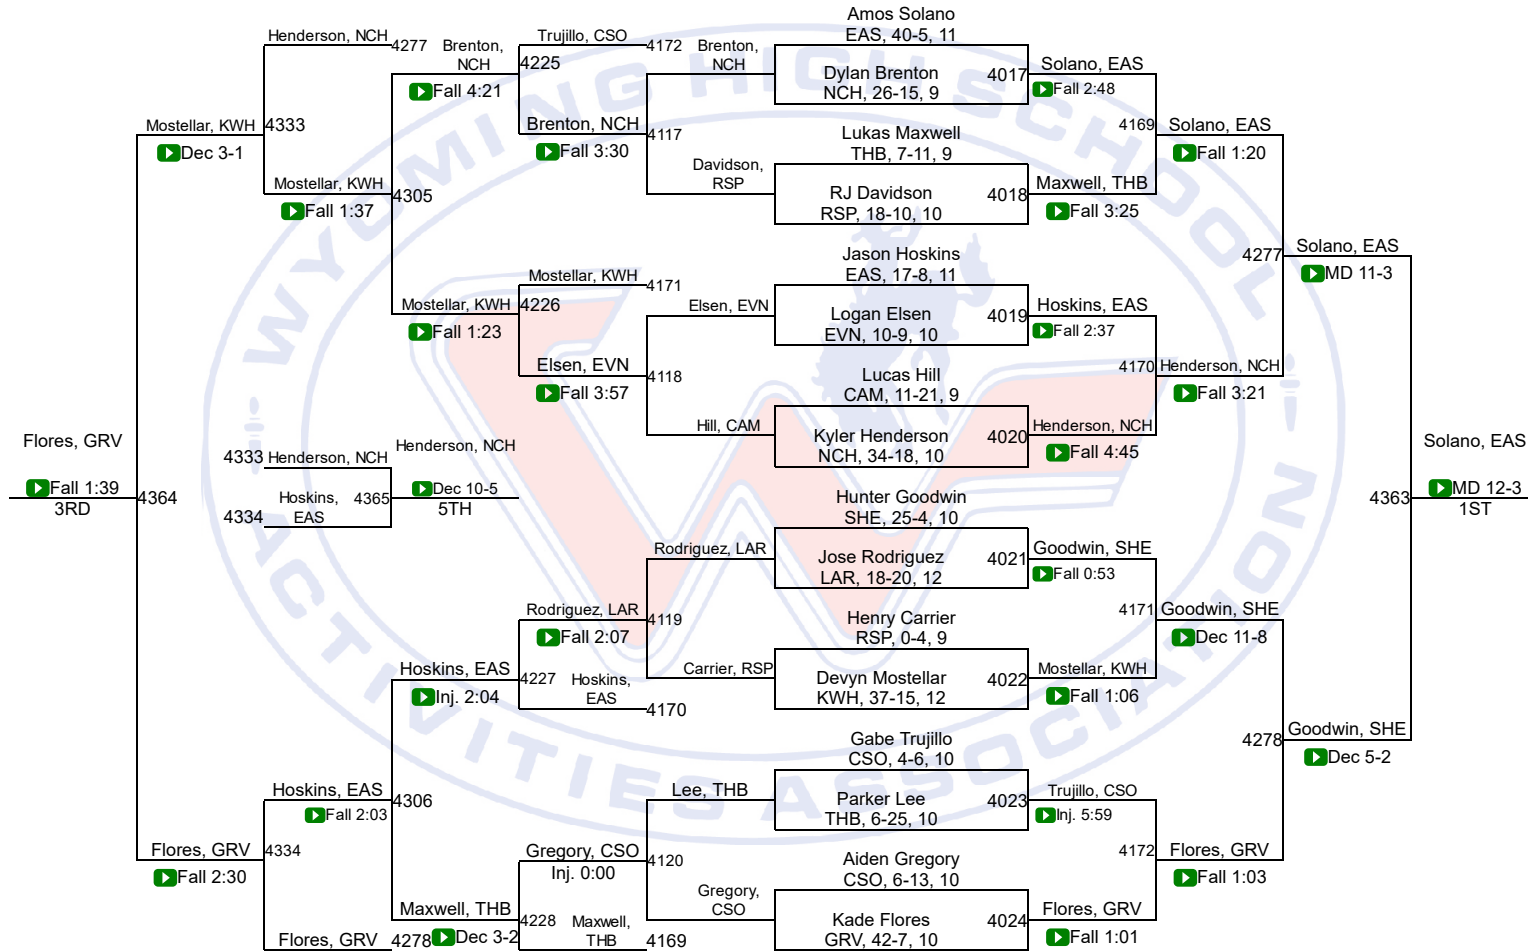 WYOMING HIGH SCHOOL
ACTIVITIES ASSOCIATION
Amos Solano
EAS, 40-5, 11
Dylan Brenton
NCH, 26-15, 9
4017
Lukas Maxwell
THB, 7-11, 9
RJ Davidson
RSP, 18-10, 10
4018
Jason Hoskins
EAS, 17-8, 11
Logan Elsen
EVN, 10-9, 10
4019
Lucas Hill
CAM, 11-21, 9
Kyler Henderson
NCH, 34-18, 10
4020
Hunter Goodwin
SHE, 25-4, 10
Jose Rodriguez
LAR, 18-20, 12
4021
Henry Carrier
RSP, 0-4, 9
Devyn Mostellar
KWH, 37-15, 12
4022
Gabe Trujillo
CSO, 4-6, 10
Parker Lee
THB, 6-25, 10
4023
Aiden Gregory
CSO, 6-13, 10
Kade Flores
GRV, 42-7, 10
4024
Solano, EAS
Fall 2:48
4169
Maxwell, THB
Fall 3:25
Hoskins, EAS
Fall 2:37
4170
Henderson, NCH
Fall 4:45
Goodwin, SHE
Fall 0:53
4171
Mostellar, KWH
Fall 1:06
Trujillo, CSO
Inj. 5:59
4172
Flores, GRV
Fall 1:01
Solano, EAS
Fall 1:20
4277
Henderson, NCH
Fall 3:21
Goodwin, SHE
Dec 11-8
4278
Flores, GRV
Fall 1:03
Solano, EAS
MD 11-3
4363
Goodwin, SHE
Dec 5-2
Solano, EAS
MD 12-3
1ST
Brenton,
NCH
4117
Davidson,
RSP
Elsen, EVN
4118
Hill, CAM
Rodriguez, LAR
4119
Carrier, RSP
Lee, THB
4120
Gregory,
CSO
Trujillo, CSO
4172
4225
Brenton, NCH
Fall 3:30
Mostellar, KWH
4171
4226
Elsen, EVN
Fall 3:57
Rodriguez, LAR
Fall 2:07
4227
Hoskins,
EAS
4170
Gregory, CSO
Inj. 0:00
4228
Maxwell,
THB
4169
Brenton,
NCH
Fall 4:21
4305
Mostellar, KWH
Fall 1:23
Hoskins, EAS
Inj. 2:04
4306
Maxwell, THB
Dec 3-2
Henderson, NCH
4277
4333
Mostellar, KWH
Fall 1:37
Hoskins, EAS
Fall 2:03
4334
Flores, GRV
4278
Mostellar, KWH
Dec 3-1
4364
Flores, GRV
Fall 2:30
Flores, GRV
Fall 1:39
3RD
4333
Henderson, NCH
4365
4334
Hoskins,
EAS
Henderson, NCH
Dec 10-5
5TH